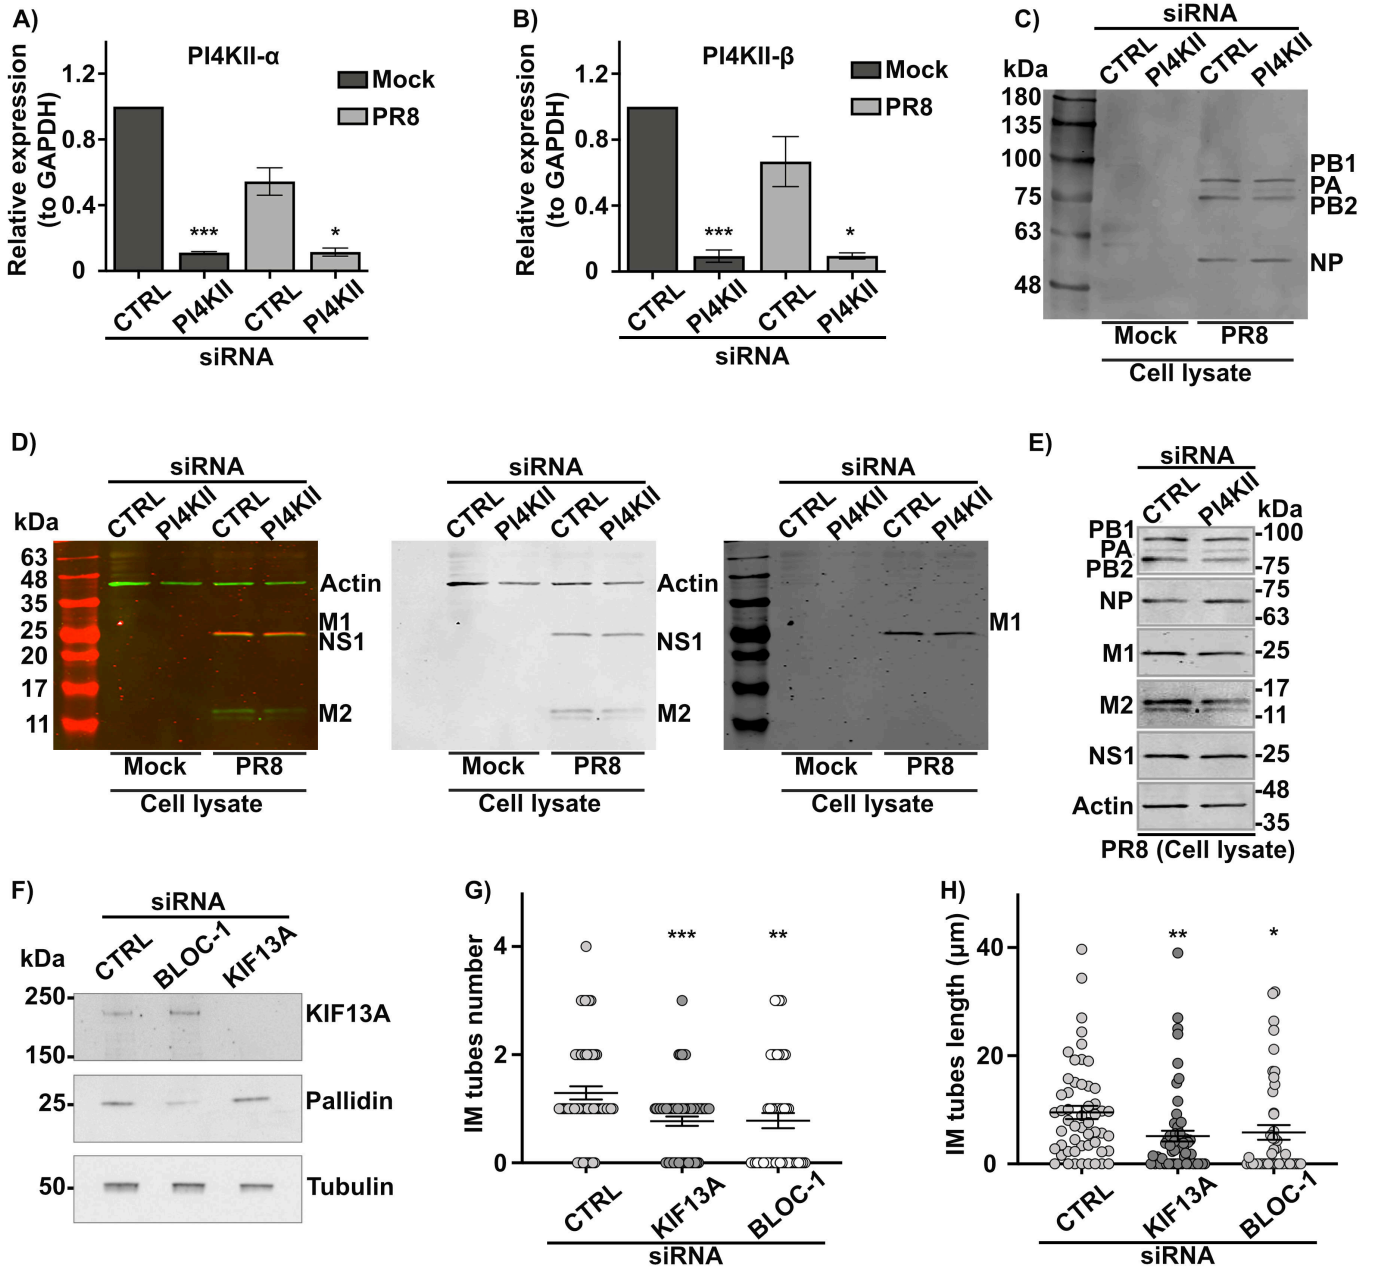 A)
PI4KII-α
Relative expression
(to GAPDH)
1.2
0.8
0.4
0
Mock
PR8
***
*
CTRL
PI4KII
CTRL
PI4KII
siRNA
B)
PI4KII-β
Relative expression
(to GAPDH)
1.2
0.8
0.4
0
Mock
PR8
***
*
CTRL
PI4KII
CTRL
PI4KII
siRNA
C)
siRNA
CTRL
PI4KII
CTRL
PI4KII
kDa
180
135
100
75
63
48
PB1
PA
PB2
NP
Mock
PR8
Cell lysate
D)
siRNA
CTRL
PI4KII
CTRL
PI4KII
kDa
63
48
35
25
20
17
11
Actin
M1
NS1
M2
Mock
PR8
Cell lysate
siRNA
CTRL
PI4KII
CTRL
PI4KII
Actin
NS1
M2
Mock
PR8
Cell lysate
siRNA
CTRL
PI4KII
CTRL
PI4KII
M1
Mock
PR8
Cell lysate
E)
siRNA
CTRL
PI4KII
kDa
PB1
PA
PB2
-100
-75
NP
-75
-63
M1
-25
M2
-17
-11
NS1
-25
Actin
-48
-35
PR8 (Cell lysate)
F)
siRNA
CTRL
BLOC-1
KIF13A
kDa
250
150
KIF13A
25
Pallidin
50
Tubulin
G)
IM tubes number
4
2
0
***
**
CTRL
KIF13A
BLOC-1
siRNA
H)
IM tubes length (μm)
40
20
0
**
*
CTRL
KIF13A
BLOC-1
siRNA